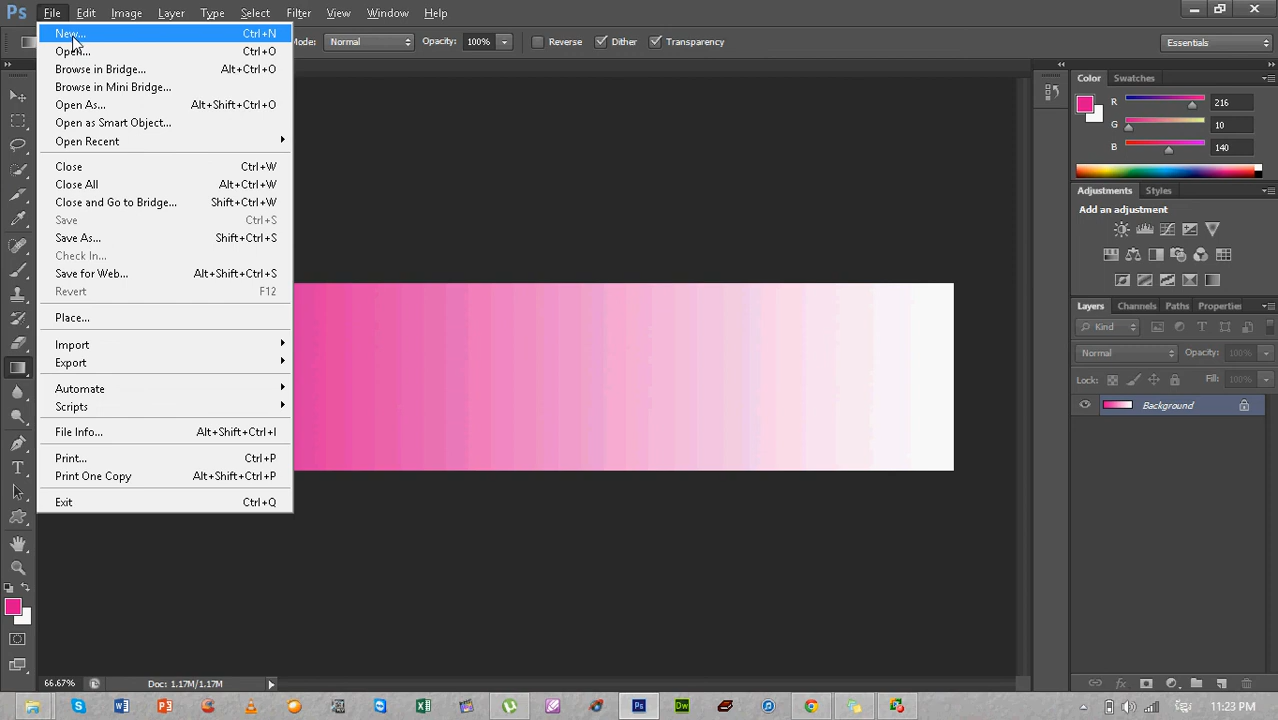 Ps File Edit Image Layer Type Select Filter View Window Help
Mode: Normal Opacity: 100% Reverse Dither Transparency Essentials
New... Ctrl+N
Open... Ctrl+O
Browse in Bridge... Alt+Ctrl+O
Browse in Mini Bridge...
Open As... Alt+Shift+Ctrl+O
Open as Smart Object...
Open Recent
Close Ctrl+W
Close All Alt+Ctrl+W
Close and Go to Bridge... Shift+Ctrl+W
Save Ctrl+S
Save As... Shift+Ctrl+S
Check In...
Save for Web... Alt+Shift+Ctrl+S
Revert F12
Place...
Import
Export
Automate
Scripts
File Info... Alt+Shift+Ctrl+I
Print... Ctrl+P
Print One Copy Alt+Shift+Ctrl+P
Exit Ctrl+Q
Color Swatches
R 216
G 10
B 140
Adjustments Styles
Add an adjustment
Layers Channels Paths Properties
Kind
Normal Opacity: 100%
Lock: Fill: 100%
Background
66.67% Doc: 1.17M/1.17M
11:23 PM